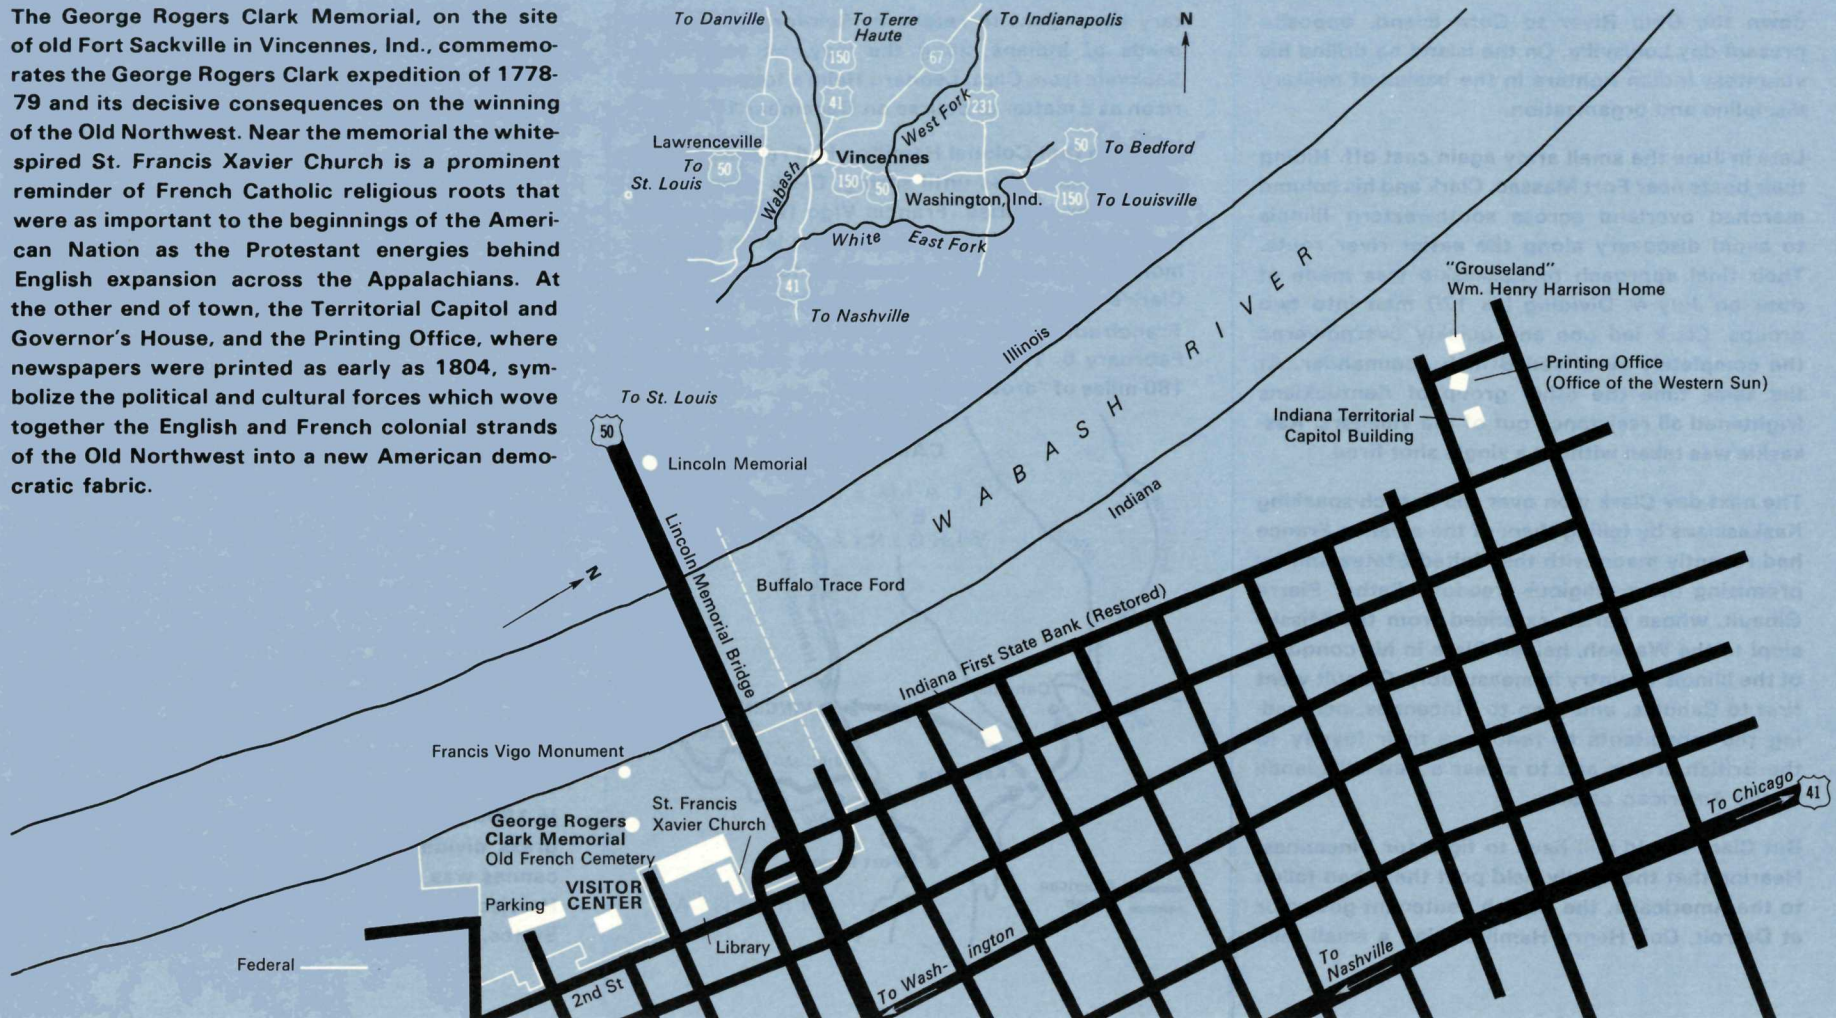 The George Rogers Clark Memorial, on the site
of old Fort Sackville in Vincennes, Ind., commemo-
rates the George Rogers Clark expedition of 1778-
79 and its decisive consequences on the winning
of the Old Northwest. Near the memorial the white-
spired St. Francis Xavier Church is a prominent
reminder of French Catholic religious roots that
were as important to the beginnings of the Ameri-
can Nation as the Protestant energies behind
English expansion across the Appalachians. At
the other end of town, the Territorial Capitol and
Governor's House, and the Printing Office, where
newspapers were printed as early as 1804, sym-
bolize the political and cultural forces which wove
together the English and French colonial strands
of the Old Northwest into a new American demo-
cratic fabric.
To Danville
To Terre
Haute
To Indianapolis
N
150
67
41
231
West Fork
Lawrenceville
To
St. Louis
50
Vincennes
50
To Bedford
150
50
Wabash
Washington, Ind.
150
To Louisville
White
East Fork
41
To Nashville
To St. Louis
50
Lincoln Memorial
Lincoln Memorial Bridge
N
Buffalo Trace Ford
Illinois
WABASH RIVER
Indiana
"Grouseland"
Wm. Henry Harrison Home
Printing Office
(Office of the Western Sun)
Indiana Territorial
Capitol Building
Indiana First State Bank (Restored)
Francis Vigo Monument
George Rogers
Clark Memorial
St. Francis
Xavier Church
Old French Cemetery
VISITOR
CENTER
Parking
Library
Federal
2nd St
To Wash-
ington
To
Nashville
To Chicago
41